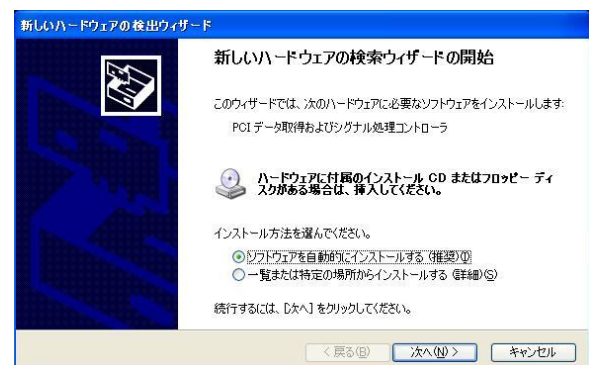 新しいハードウェアの検出ウィザード
新しいハードウェアの検索ウィザードの開始
このウィザードでは、次のハードウェアに必要なソフトウェアをインストールします:
PCI データ取得およびシグナル処理コントローラ
ハードウェアに付属のインストール CD またはフロッピー ディ
スクがある場合は、挿入してください。
インストール方法を選んでください。
ソフトウェアを自動的にインストールする (推奨)(I)
一覧または特定の場所からインストールする (詳細)(S)
続行するには、[次へ] をクリックしてください。
< 戻る(B)
次へ(N) >
キャンセル